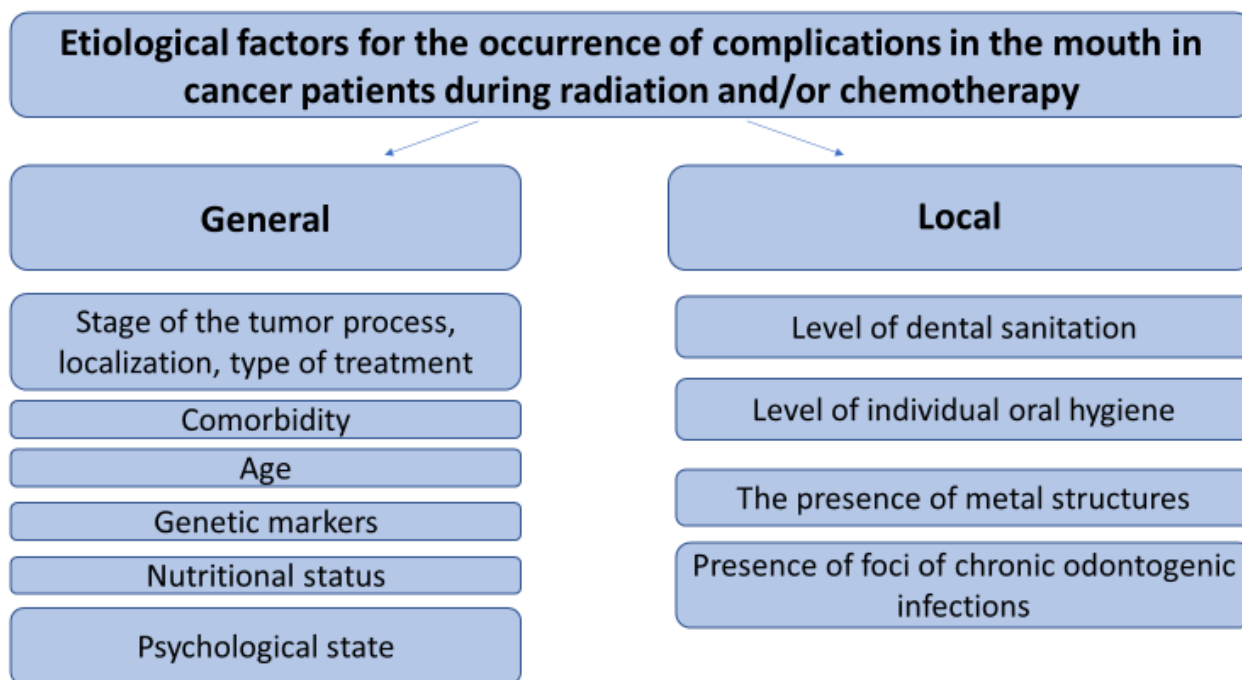 Etiological factors for the occurrence of complications in the mouth in
cancer patients during radiation and/or chemotherapy
General
Stage of the tumor process,
localization, type of treatment
Comorbidity
Age
Genetic markers
Nutritional status
Psychological state
Local
Level of dental sanitation
Level of individual oral hygiene
The presence of metal structures
Presence of foci of chronic odontogenic
infections